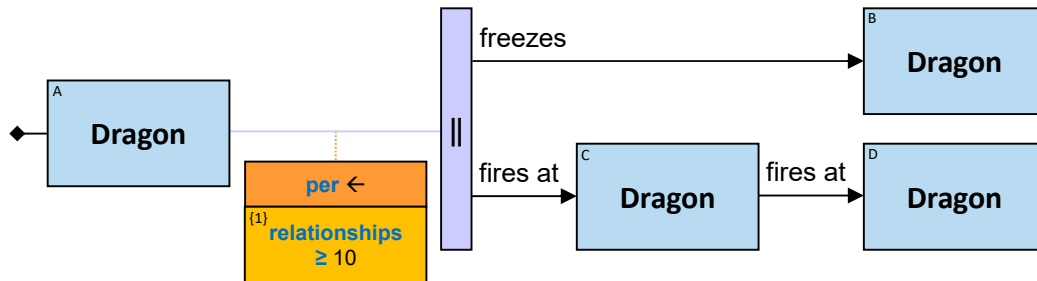 A
Dragon
per ←
{1}
relationships
≥ 10
||
freezes
B
Dragon
fires at
C
Dragon
fires at
D
Dragon